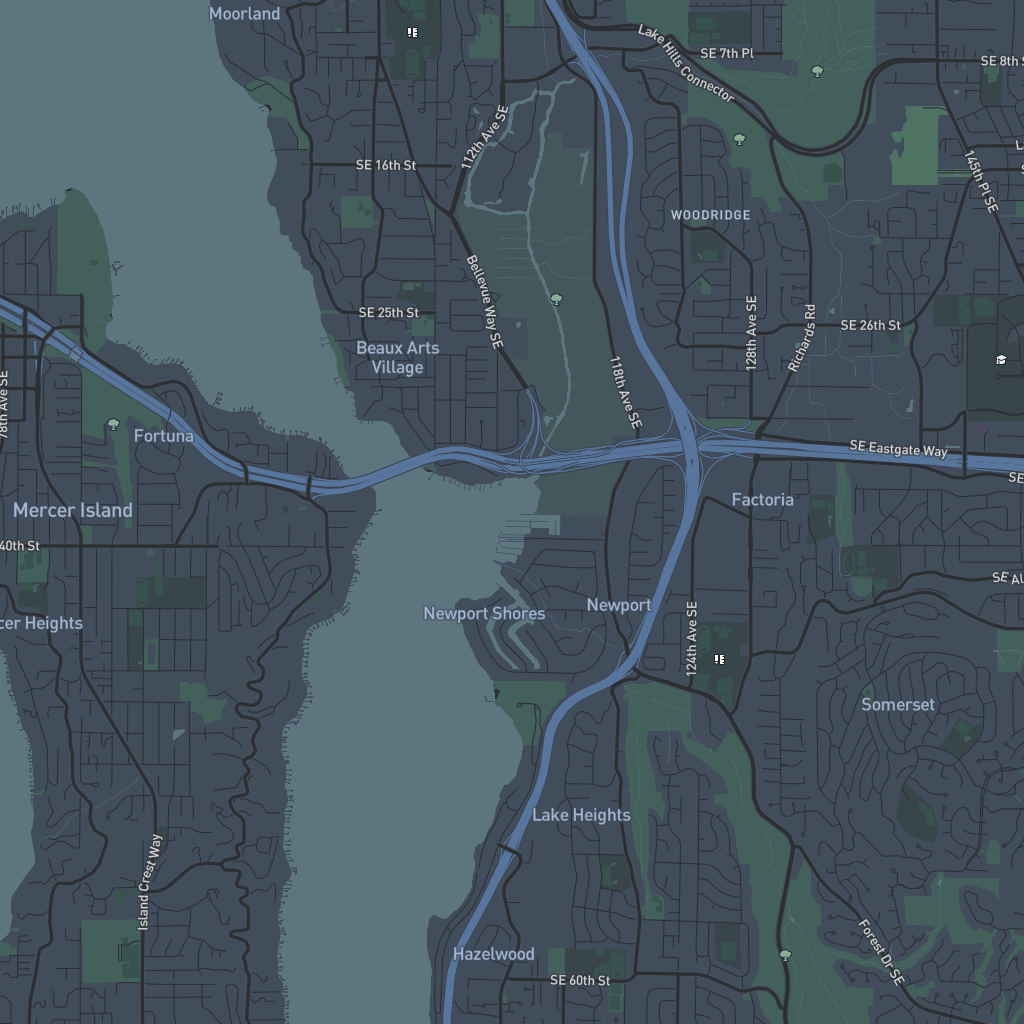 Moorland
Lake Hills Connector
SE 7th Pl
SE 8th S
112th Ave SE
SE 16th St
145th Pl SE
L
S
WOODRIDGE
Bellevue Way SE
SE 25th St
128th Ave SE
Richards Rd
SE 26th St
Beaux Arts
Village
118th Ave SE
78th Ave SE
Fortuna
SE Eastgate Way
SE
Mercer Island
Factoria
40th St
SE Al
cer Heights
Newport Shores
Newport
124th Ave SE
Somerset
Lake Heights
Island Crest Way
Forest Dr SE
Hazelwood
SE 60th St